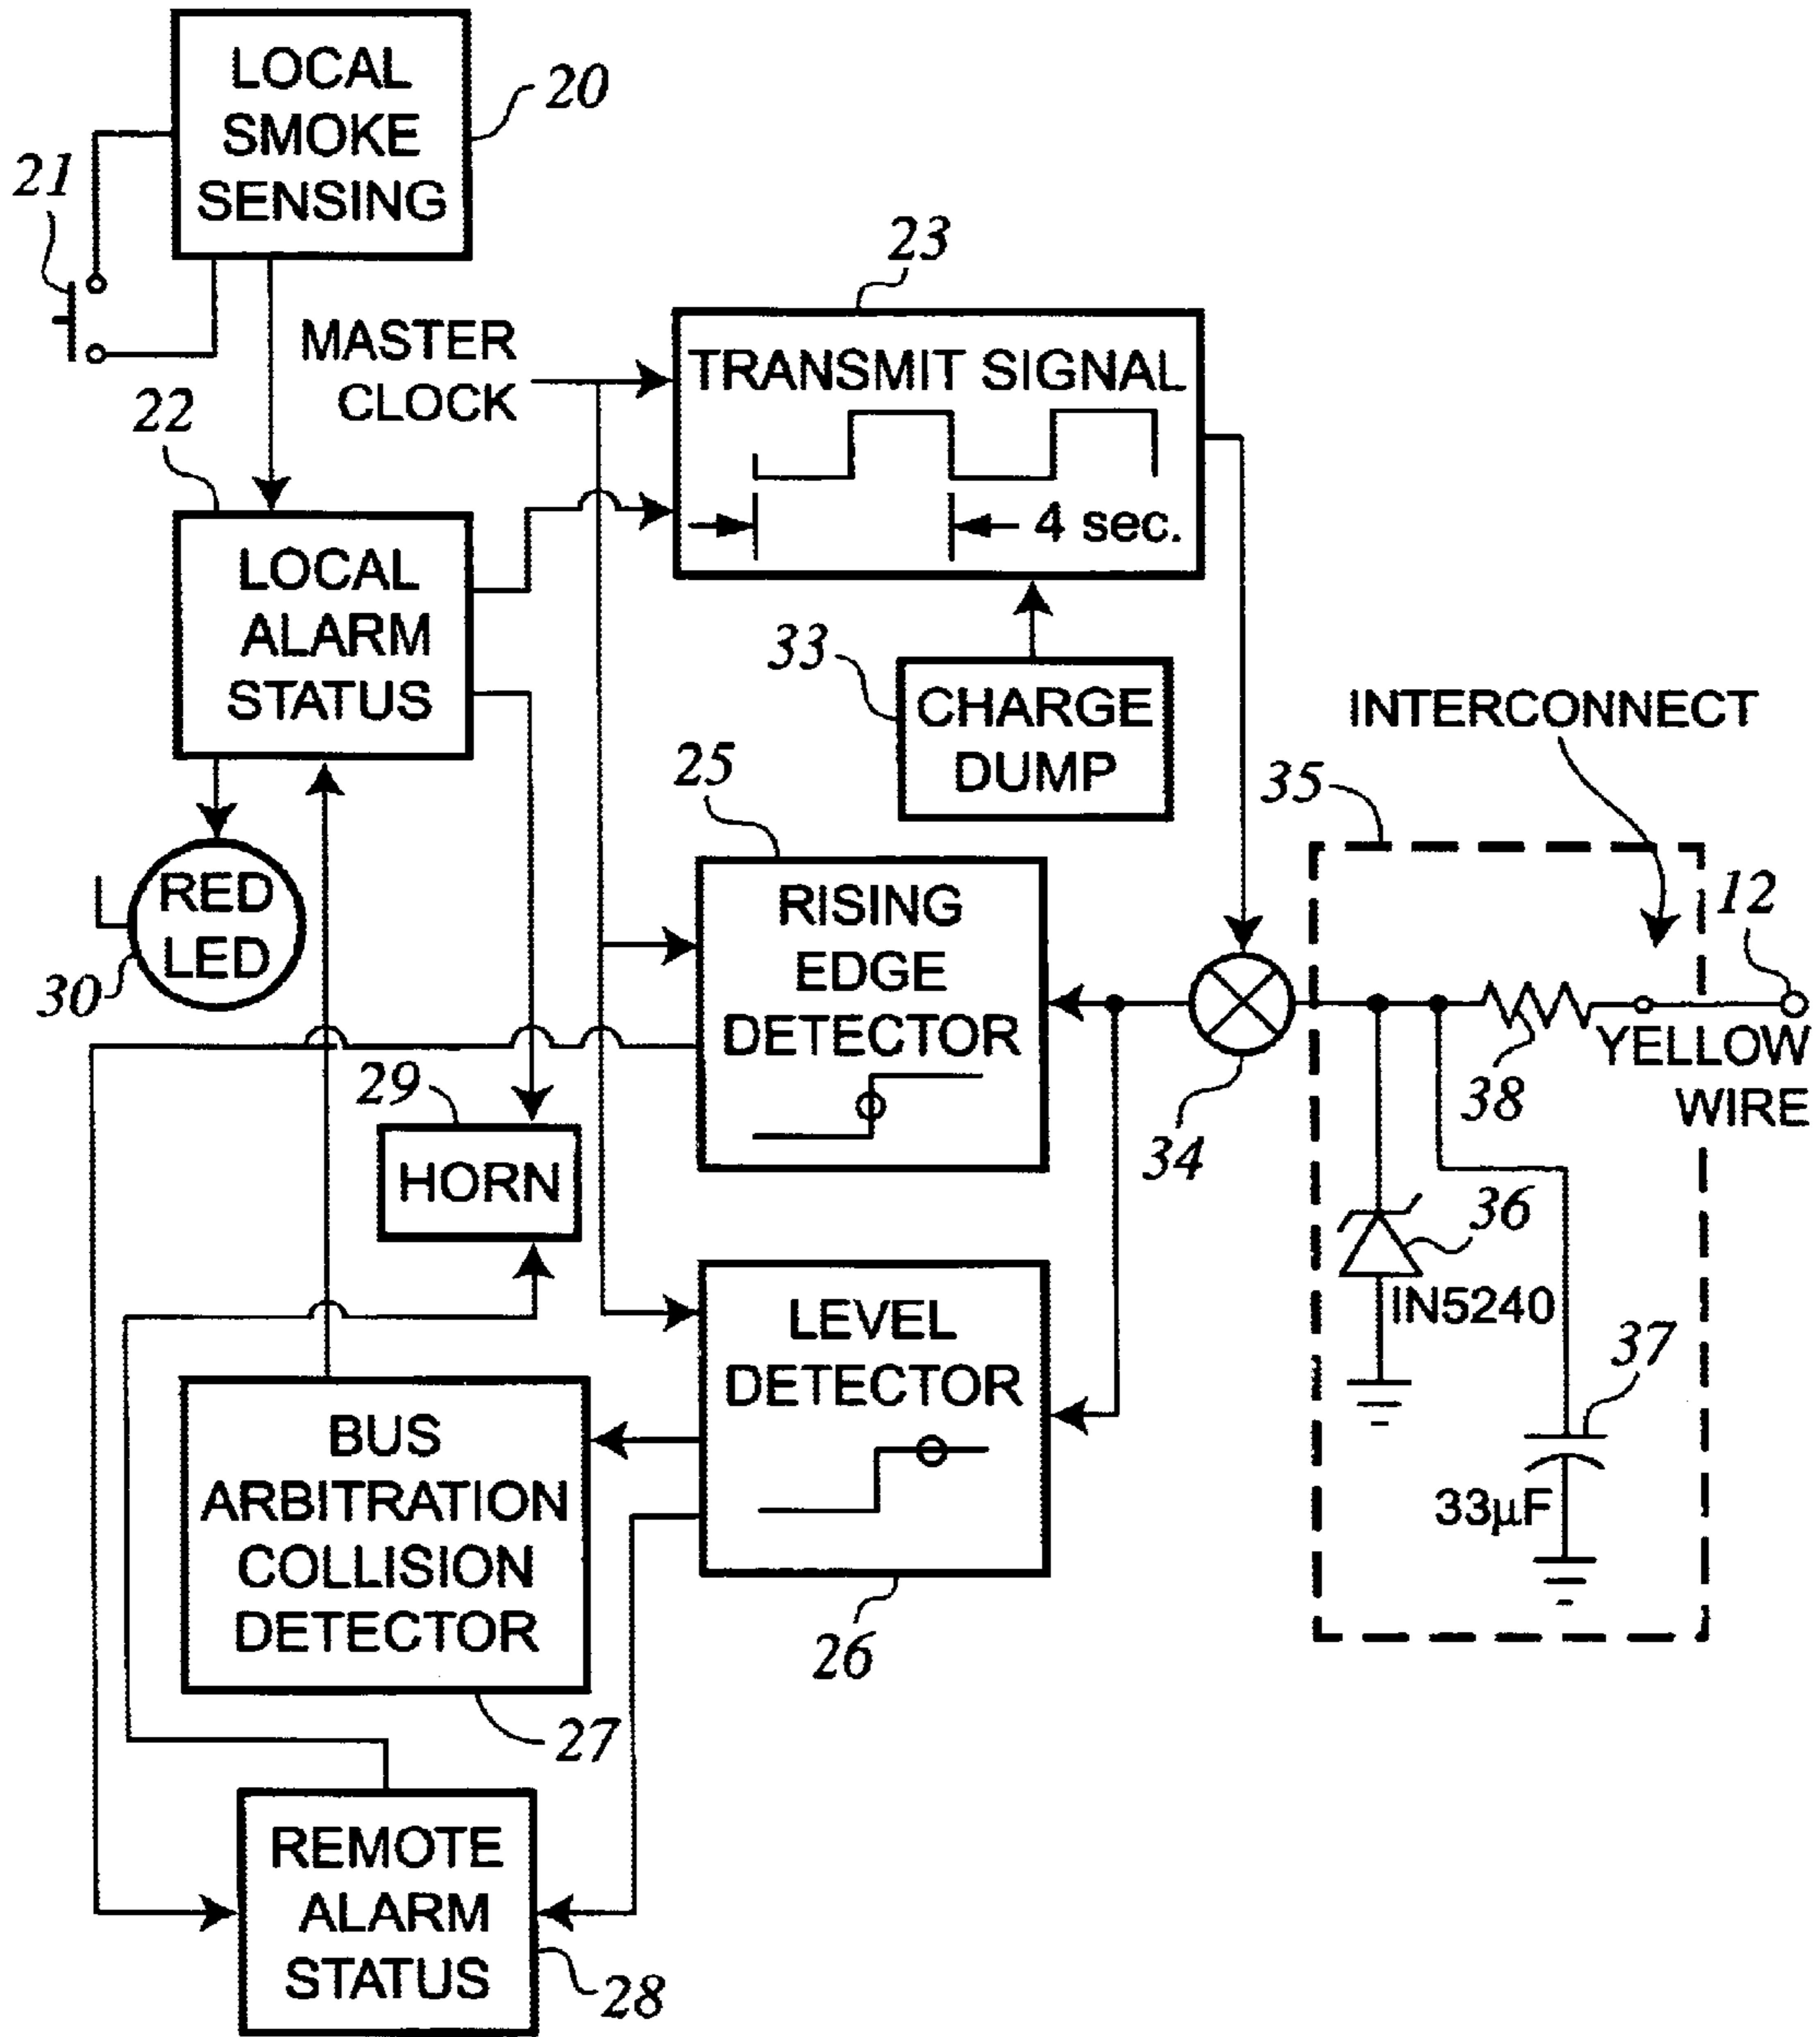 LOCAL
SMOKE
SENSING
20
21
23
MASTER
CLOCK
TRANSMIT SIGNAL
4 sec.
22
LOCAL
ALARM
STATUS
33
CHARGE
DUMP
INTERCONNECT
25
35
RED
LED
30
RISING
EDGE
DETECTOR
12
YELLOW
WIRE
38
34
29
HORN
36
IN5240
LEVEL
DETECTOR
37
33µF
BUS
ARBITRATION
COLLISION
DETECTOR
26
27
REMOTE
ALARM
STATUS
28